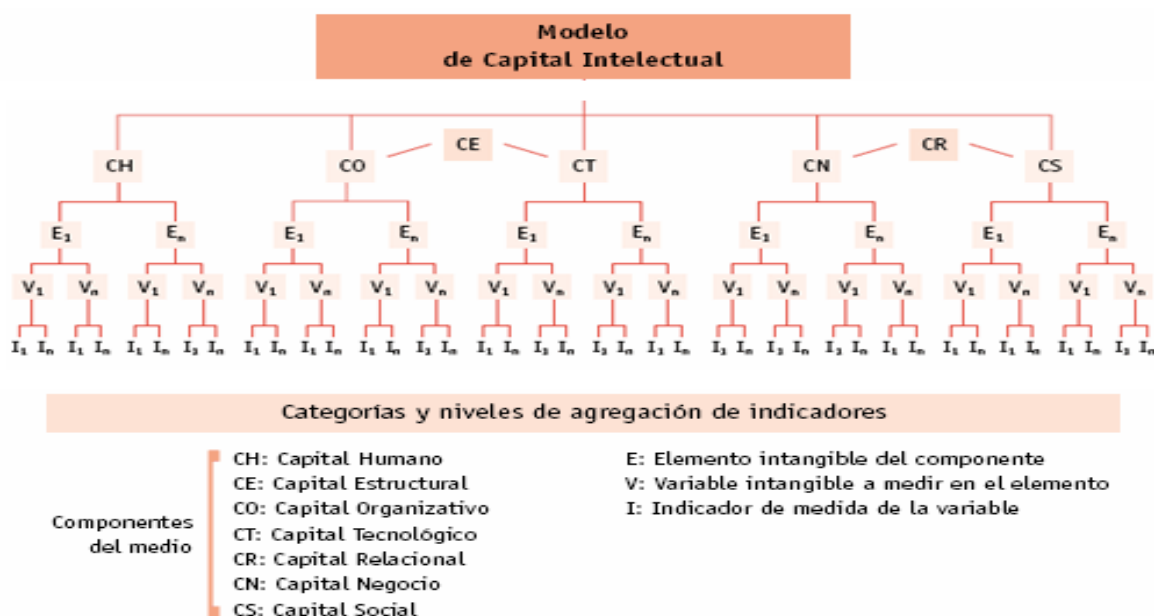 Modelo
de Capital Intelectual
CE CR
CH CO CT CN CS
E₁ Eₙ E₁ Eₙ E₁ Eₙ E₁ Eₙ E₁ Eₙ
V₁ Vₙ V₁ Vₙ V₁ Vₙ V₁ Vₙ V₁ Vₙ V₁ Vₙ V₁ Vₙ V₁ Vₙ V₁ Vₙ V₁ Vₙ
I₁ Iₙ I₁ Iₙ I₁ Iₙ I₁ Iₙ I₁ Iₙ I₁ Iₙ I₁ Iₙ I₁ Iₙ I₁ Iₙ I₁ Iₙ I₁ Iₙ I₁ Iₙ I₁ Iₙ I₁ Iₙ I₁ Iₙ I₁ Iₙ I₁ Iₙ I₁ Iₙ I₁ Iₙ I₁ Iₙ
Categorías y niveles de agregación de indicadores
Componentes
del medio
CH: Capital Humano
CE: Capital Estructural
CO: Capital Organizativo
CT: Capital Tecnológico
CR: Capital Relacional
CN: Capital Negocio
CS: Capital Social
E: Elemento intangible del componente
V: Variable intangible a medir en el elemento
I: Indicador de medida de la variable